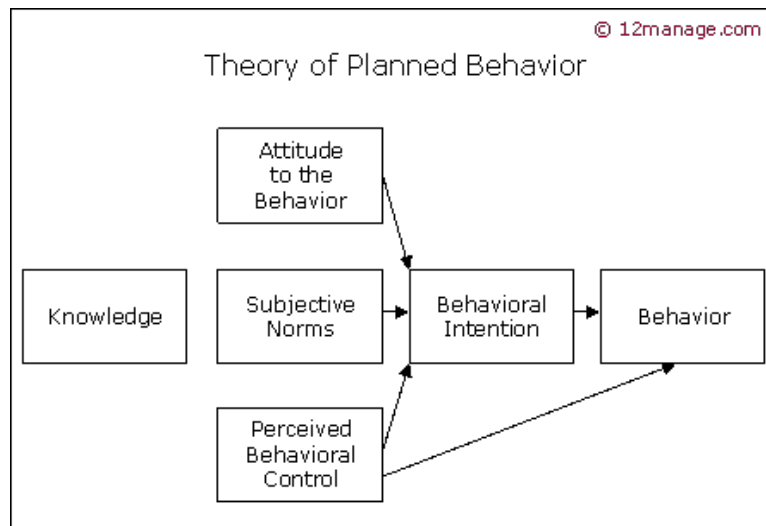 © 12manage.com
Theory of Planned Behavior
Attitude
to the
Behavior
Knowledge
Subjective
Norms
Behavioral
Intention
Behavior
Perceived
Behavioral
Control